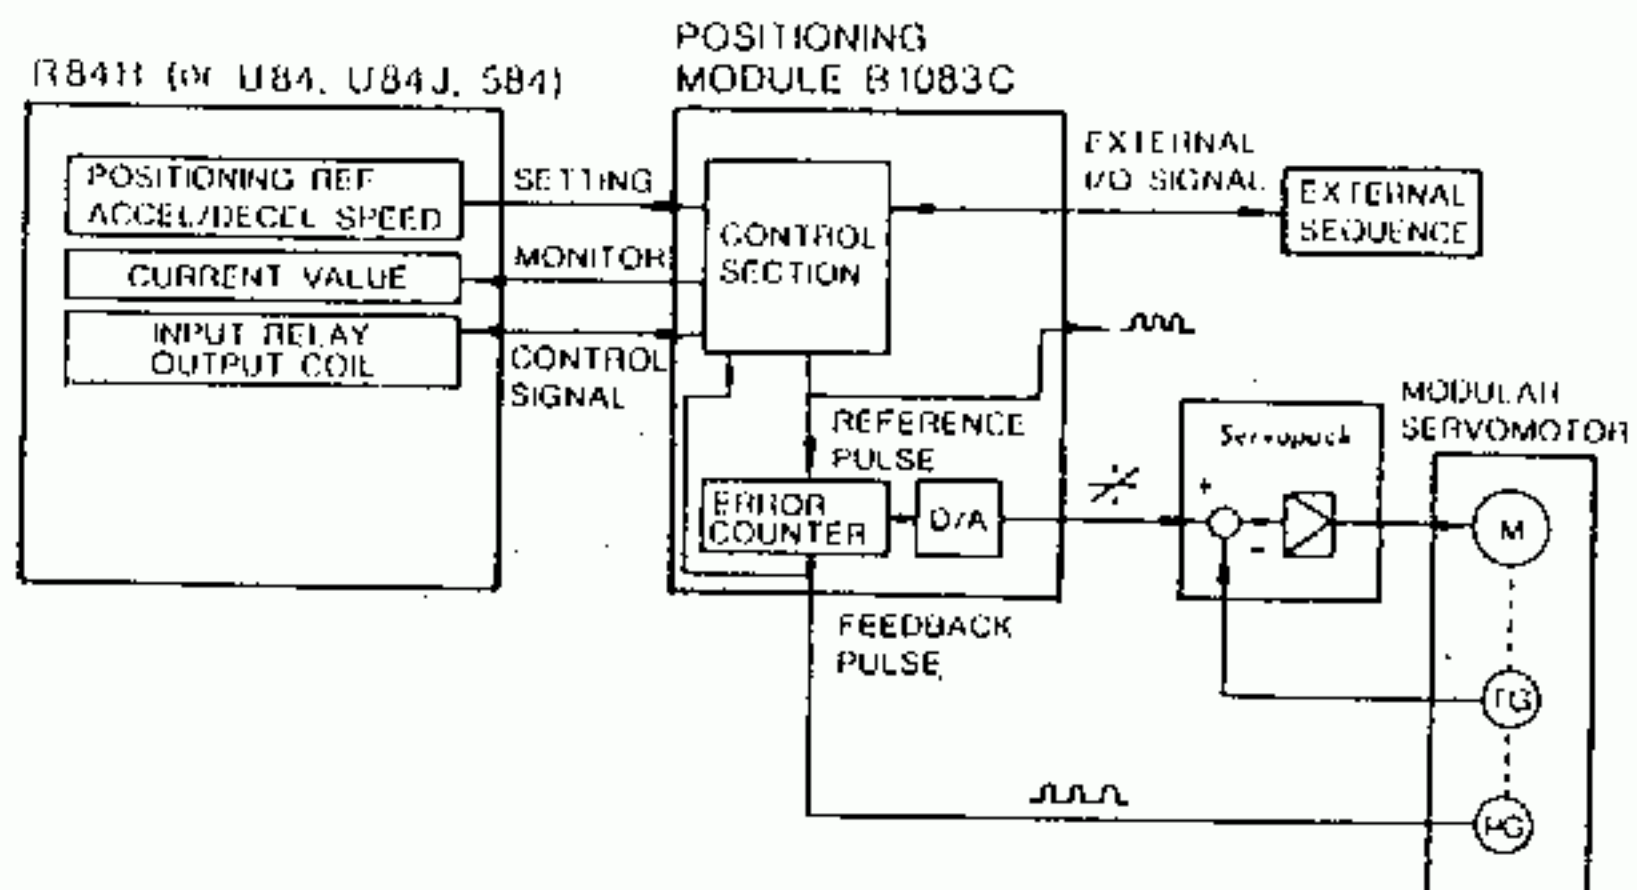 R84H (or U84, U84J, 584)
POSITIONING
MODULE B1083C
POSITIONING REF
ACCEL/DECEL SPEED
CURRENT VALUE
INPUT RELAY
OUTPUT COIL
SETTING
MONITOR
CONTROL
SIGNAL
CONTROL
SECTION
EXTERNAL
I/O SIGNAL
EXTERNAL
SEQUENCE
REFERENCE
PULSE
ERROR
COUNTER
D/A
FEEDBACK
PULSE
Servopack
+
-
MODULAR
SERVOMOTOR
M
TG
PG